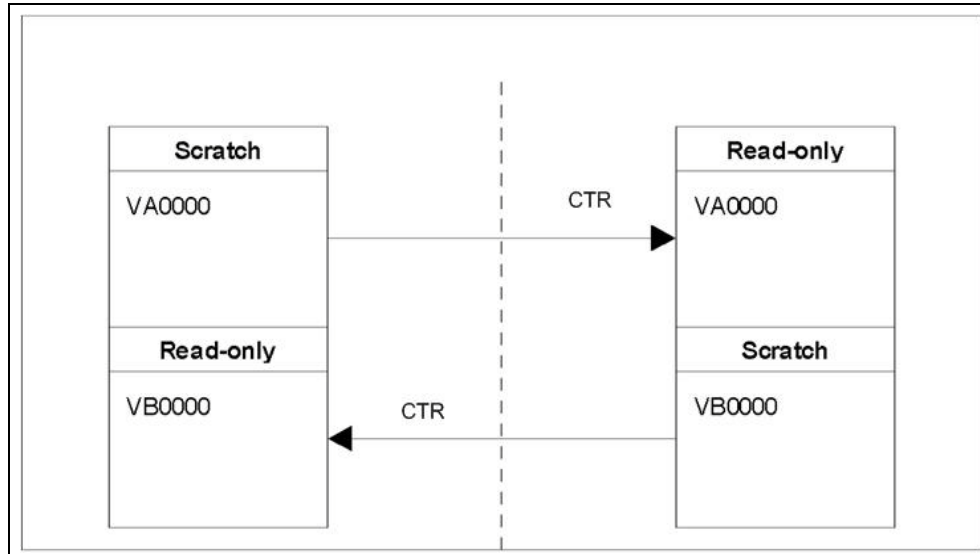 Scratch
VA0000
Read-only
VB0000
CTR
CTR
Read-only
VA0000
Scratch
VB0000